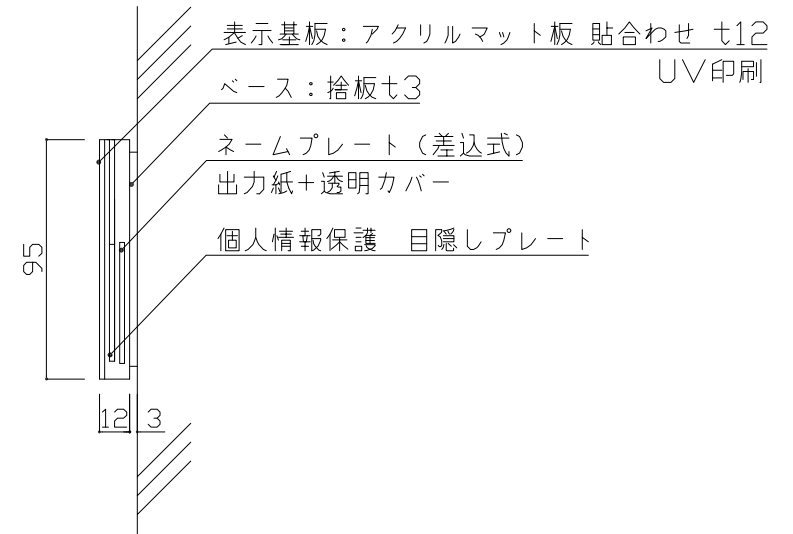 表示基板：アクリルマット板 貼合わせ t12
UV印刷
ベース：捨板t3
ネームプレート（差込式）
出力紙+透明カバー
個人情報保護　目隠しプレート
95
12 3